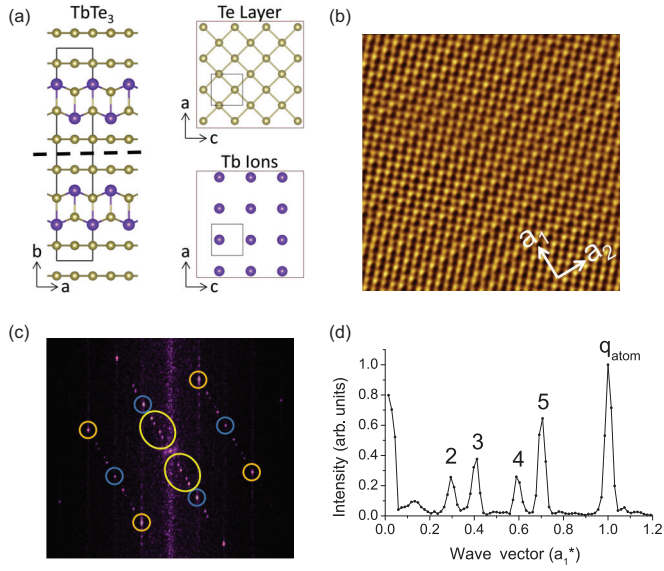 (a)
TbTe₃
Te Layer
a
c
Tb Ions
a
c
b
a
(b)
a₁
a₂
(c)
(d)
Intensity (arb. units)
1.0
0.8
0.6
0.4
0.2
0.0
2
3
4
5
q_atom
0.0 0.2 0.4 0.6 0.8 1.0 1.2
Wave vector (a₁*)